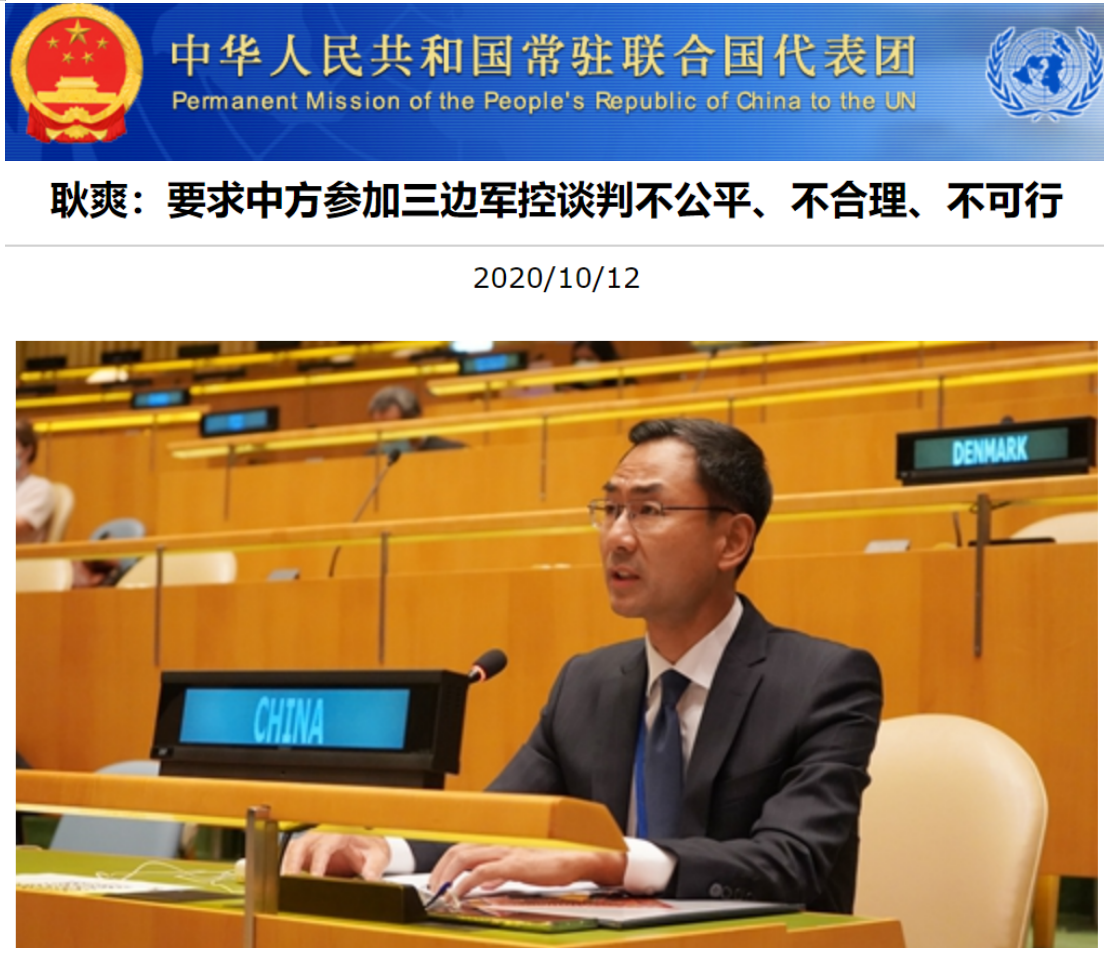 中华人民共和国常驻联合国代表团
Permanent Mission of the People's Republic of China to the UN
耿爽：要求中方参加三边军控谈判不公平、不合理、不可行
2020/10/12
DENMARK
CHINA